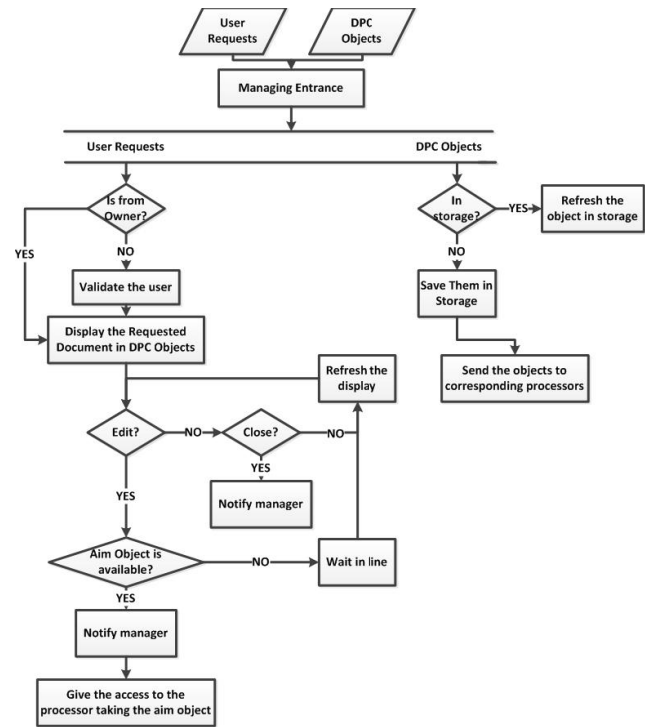 User
Requests
DPC
Objects
Managing Entrance
User Requests
DPC Objects
Is from
Owner?
In
storage?
YES
Refresh the
object in storage
YES
NO
NO
Validate the user
Save Them in
Storage
Display the Requested
Document in DPC Objects
Refresh the
display
Send the objects to
corresponding processors
Edit?
NO
Close?
NO
YES
YES
Notify manager
Aim Object is
available?
NO
Wait in line
YES
Notify manager
Give the access to the
processor taking the aim object